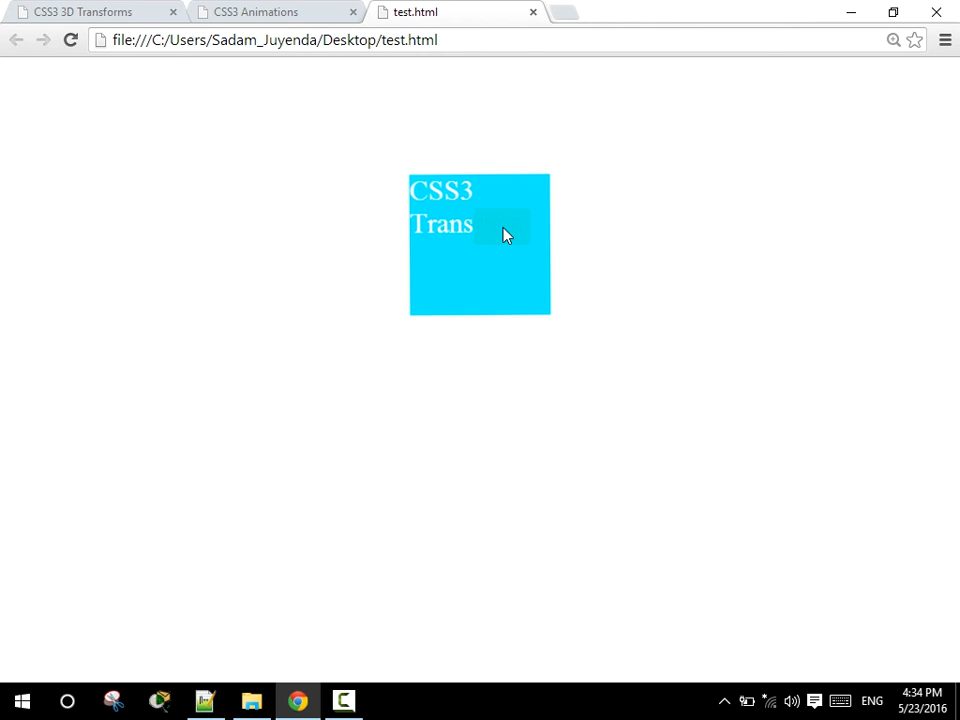 CSS3 3D Transforms
CSS3 Animations
test.html
file:///C:/Users/Sadam_Juyenda/Desktop/test.html
CSS3
Trans
ENG
4:34 PM
5/23/2016